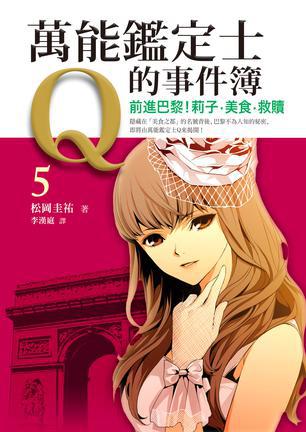 萬能鑑定士
Q的事件簿
前進巴黎!莉子·美食·救贖
隱藏在「美食之都」的名號背後,巴黎不為人知的秘密,
即將由萬能鑑定士Q來揭開!
5
松岡圭祐 著
李漢庭 譯